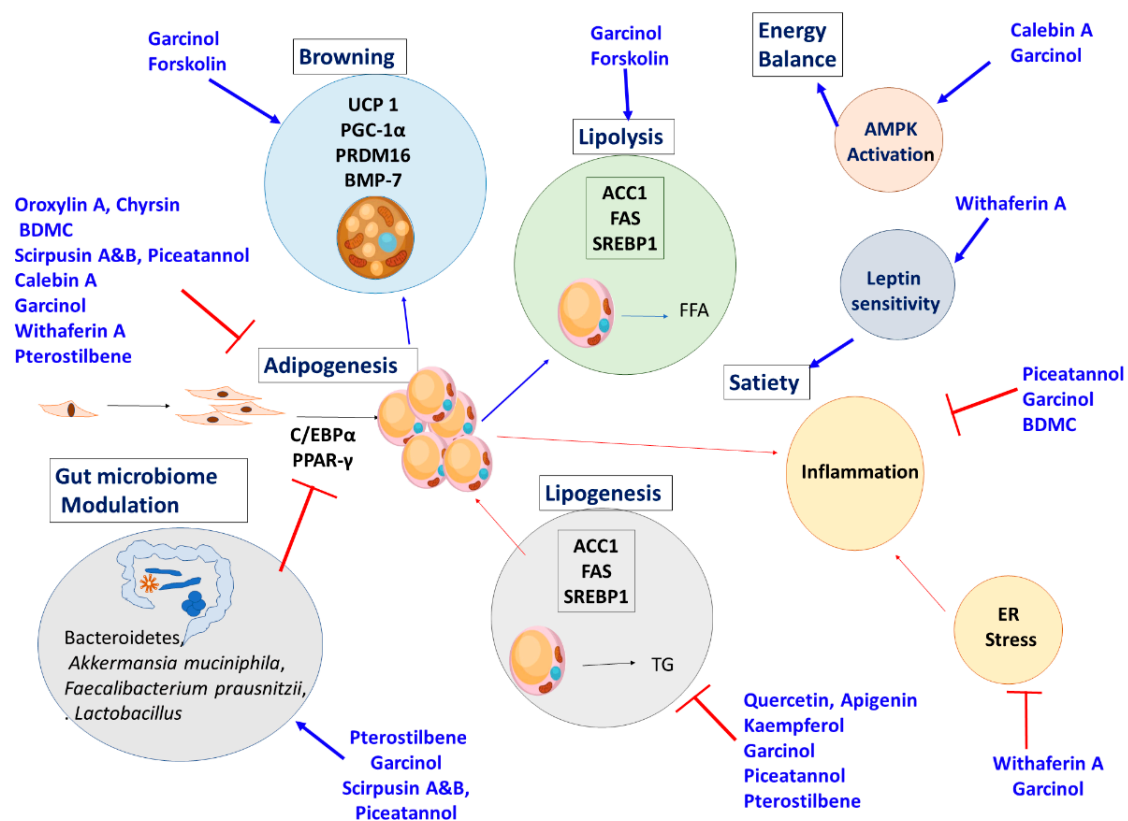 Garcinol
Forskolin
Browning
UCP 1
PGC-1α
PRDM16
BMP-7
Garcinol
Forskolin
Lipolysis
ACC1
FAS
SREBP1
FFA
Energy
Balance
Calebin A
Garcinol
AMPK
Activation
Withaferin A
Leptin
sensitivity
Satiety
Oroxylin A, Chyrsin
BDMC
Scirpusin A&B, Piceatannol
Calebin A
Garcinol
Withaferin A
Pterostilbene
Adipogenesis
C/EBPα
PPAR-γ
Piceatannol
Garcinol
BDMC
Inflammation
Gut microbiome
Modulation
Bacteroidetes,
Akkermansia muciniphila,
Faecalibacterium prausnitzii,
. Lactobacillus
Pterostilbene
Garcinol
Scirpusin A&B,
Piceatannol
Lipogenesis
ACC1
FAS
SREBP1
TG
Quercetin, Apigenin
Kaempferol
Garcinol
Piceatannol
Pterostilbene
ER
Stress
Withaferin A
Garcinol